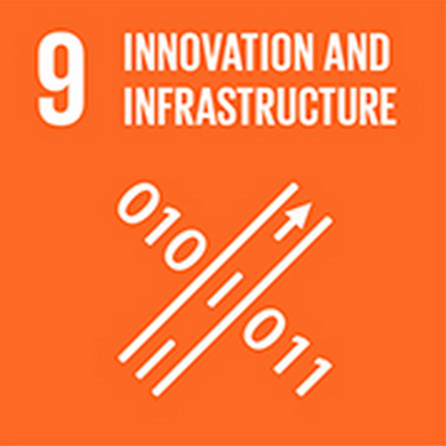 9 INNOVATION AND
INFRASTRUCTURE
010
011